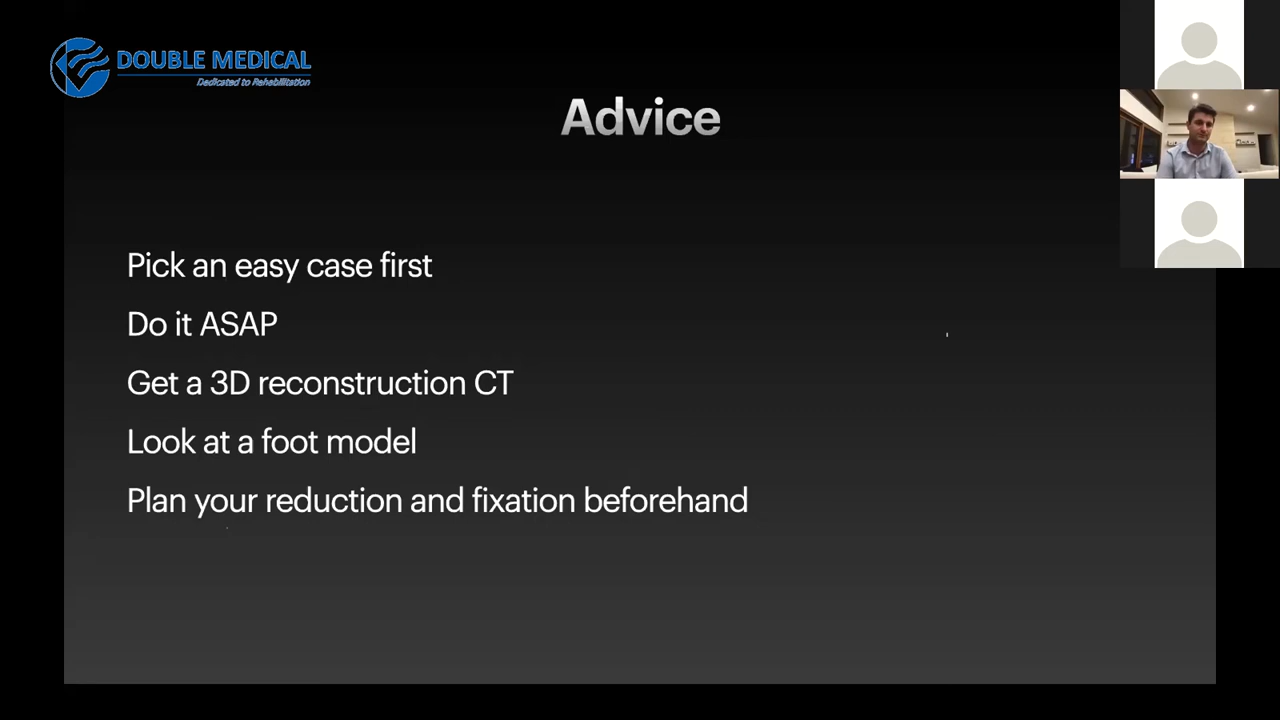 DOUBLE MEDICAL
Dedicated to Rehabilitation
Advice
Pick an easy case first
Do it ASAP
Get a 3D reconstruction CT
Look at a foot model
Plan your reduction and fixation beforehand